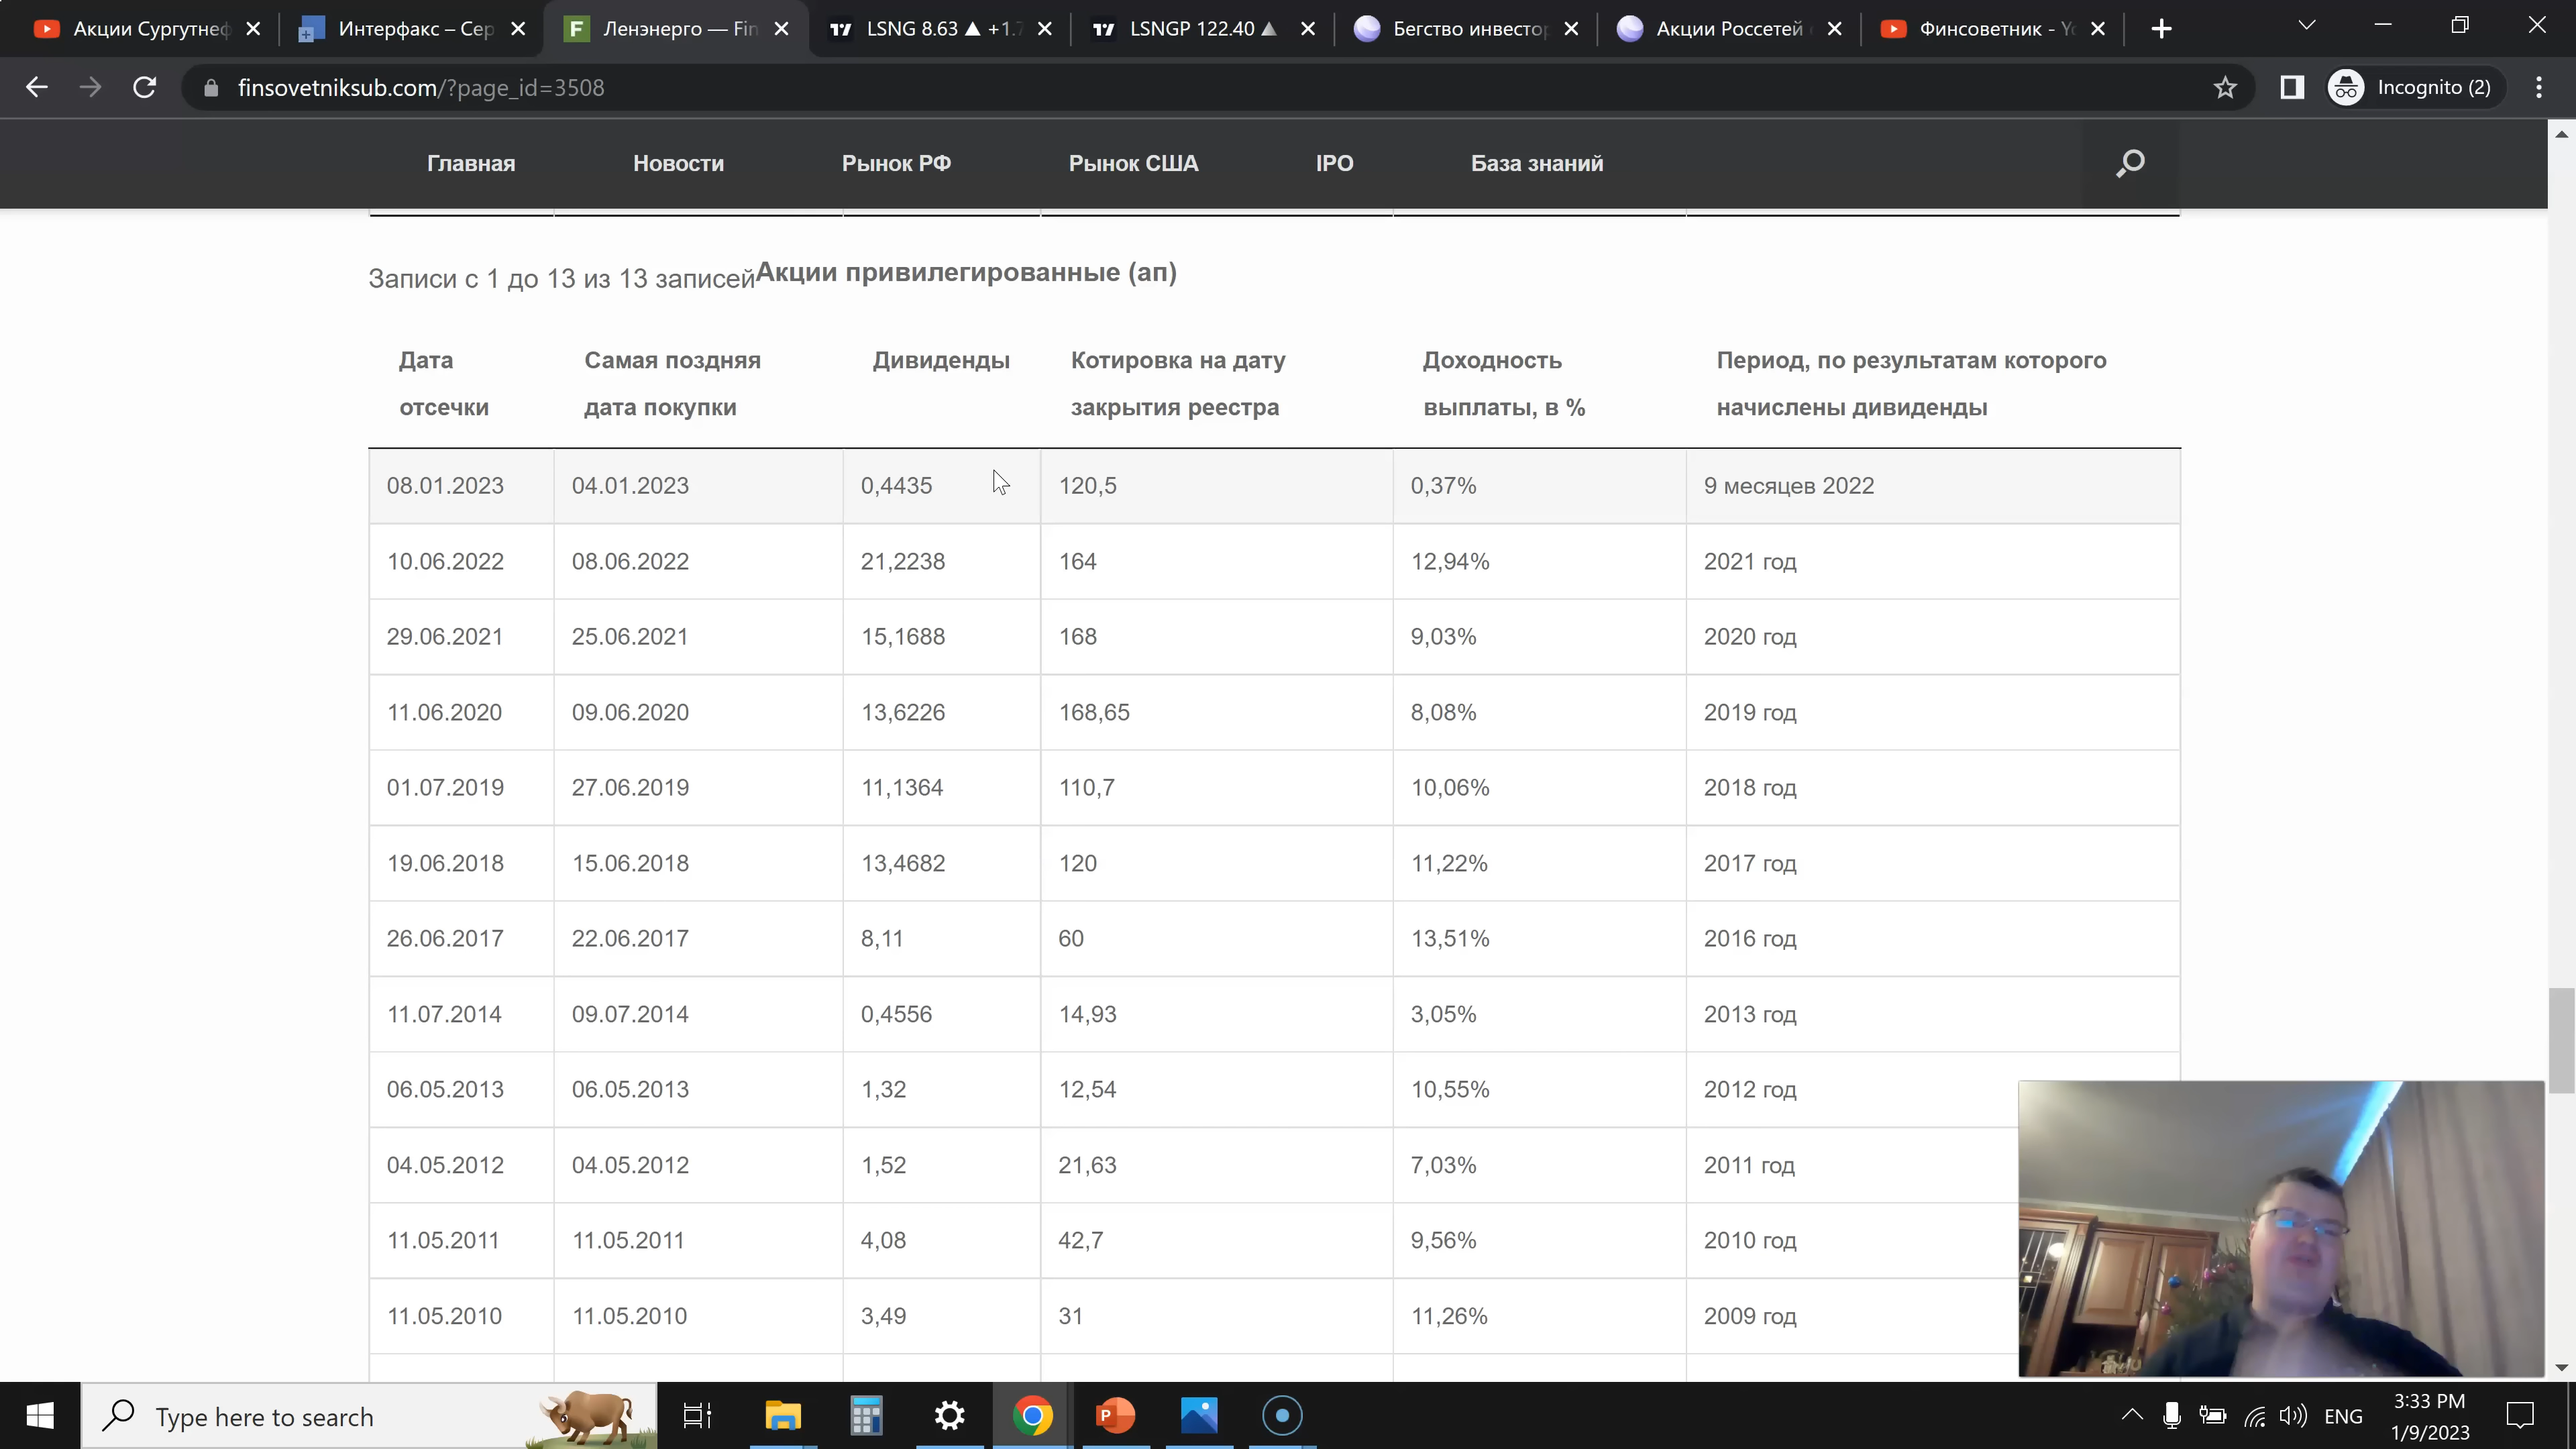 Акции Сургутнеф
Интерфакс – Сер
Ленэнерго — Fin
LSNG 8.63 ▲ +1.7
LSNGP 122.40 ▲
Бегство инвестор
Акции Россетей
Финсоветник - Yo
finsovetniksub.com/?page_id=3508
Incognito (2)
Главная Новости Рынок РФ Рынок США IPO База знаний
Записи с 1 до 13 из 13 записей Акции привилегированные (ап)
Дата отсечки Самая поздняя дата покупки Дивиденды Котировка на дату закрытия реестра Доходность выплаты, в % Период, по результатам которого начислены дивиденды
08.01.2023 04.01.2023 0,4435 120,5 0,37% 9 месяцев 2022
10.06.2022 08.06.2022 21,2238 164 12,94% 2021 год
29.06.2021 25.06.2021 15,1688 168 9,03% 2020 год
11.06.2020 09.06.2020 13,6226 168,65 8,08% 2019 год
01.07.2019 27.06.2019 11,1364 110,7 10,06% 2018 год
19.06.2018 15.06.2018 13,4682 120 11,22% 2017 год
26.06.2017 22.06.2017 8,11 60 13,51% 2016 год
11.07.2014 09.07.2014 0,4556 14,93 3,05% 2013 год
06.05.2013 06.05.2013 1,32 12,54 10,55% 2012 год
04.05.2012 04.05.2012 1,52 21,63 7,03% 2011 год
11.05.2011 11.05.2011 4,08 42,7 9,56% 2010 год
11.05.2010 11.05.2010 3,49 31 11,26% 2009 год
Type here to search
ENG
3:33 PM
1/9/2023